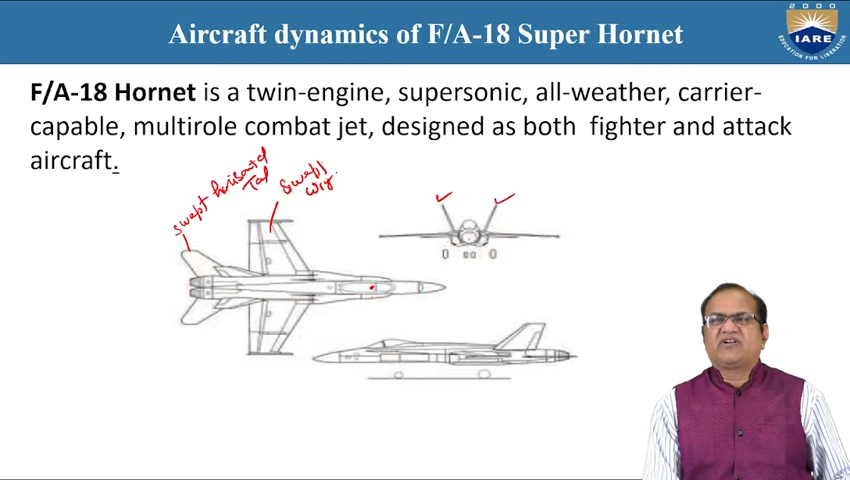 2000
IARE
EDUCATION FOR LIBERATION
Aircraft dynamics of F/A-18 Super Hornet
F/A-18 Hornet is a twin-engine, supersonic, all-weather, carrier-
capable, multirole combat jet, designed as both fighter and attack
aircraft.
swept horizontal
Tail
Swept
wing.